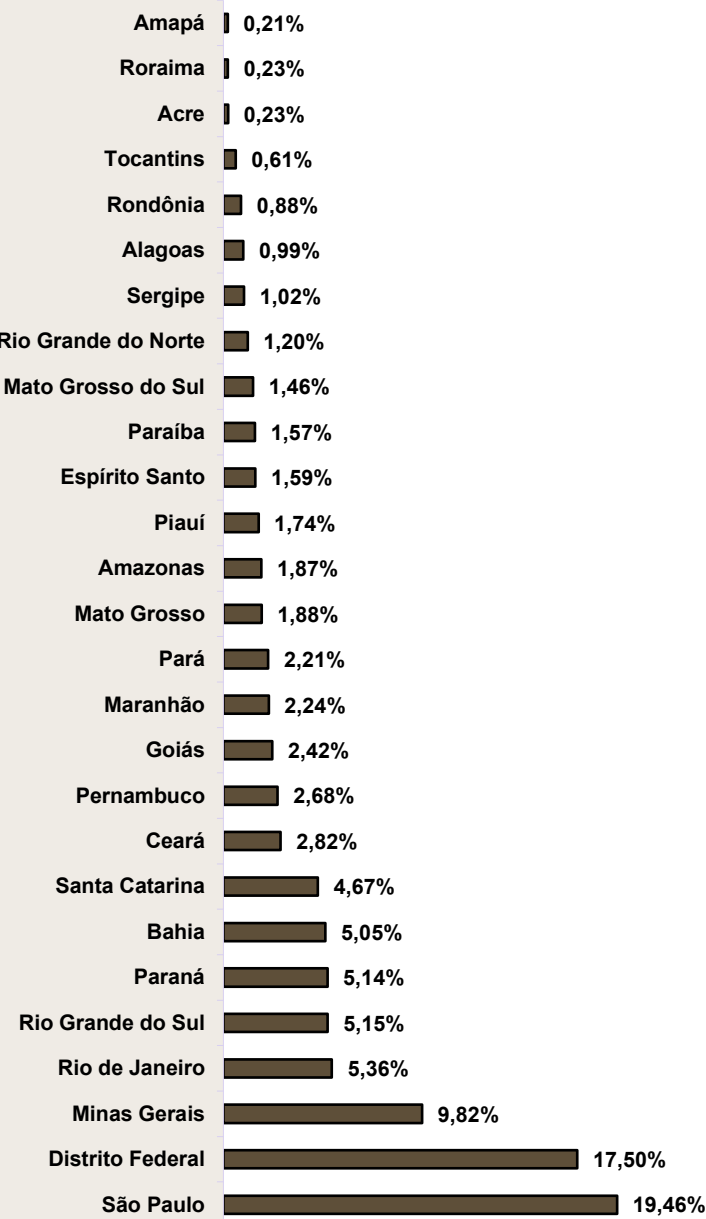 Amapá 0,21%
Roraima 0,23%
Acre 0,23%
Tocantins 0,61%
Rondônia 0,88%
Alagoas 0,99%
Sergipe 1,02%
Rio Grande do Norte 1,20%
Mato Grosso do Sul 1,46%
Paraíba 1,57%
Espírito Santo 1,59%
Piauí 1,74%
Amazonas 1,87%
Mato Grosso 1,88%
Pará 2,21%
Maranhão 2,24%
Goiás 2,42%
Pernambuco 2,68%
Ceará 2,82%
Santa Catarina 4,67%
Bahia 5,05%
Paraná 5,14%
Rio Grande do Sul 5,15%
Rio de Janeiro 5,36%
Minas Gerais 9,82%
Distrito Federal 17,50%
São Paulo 19,46%